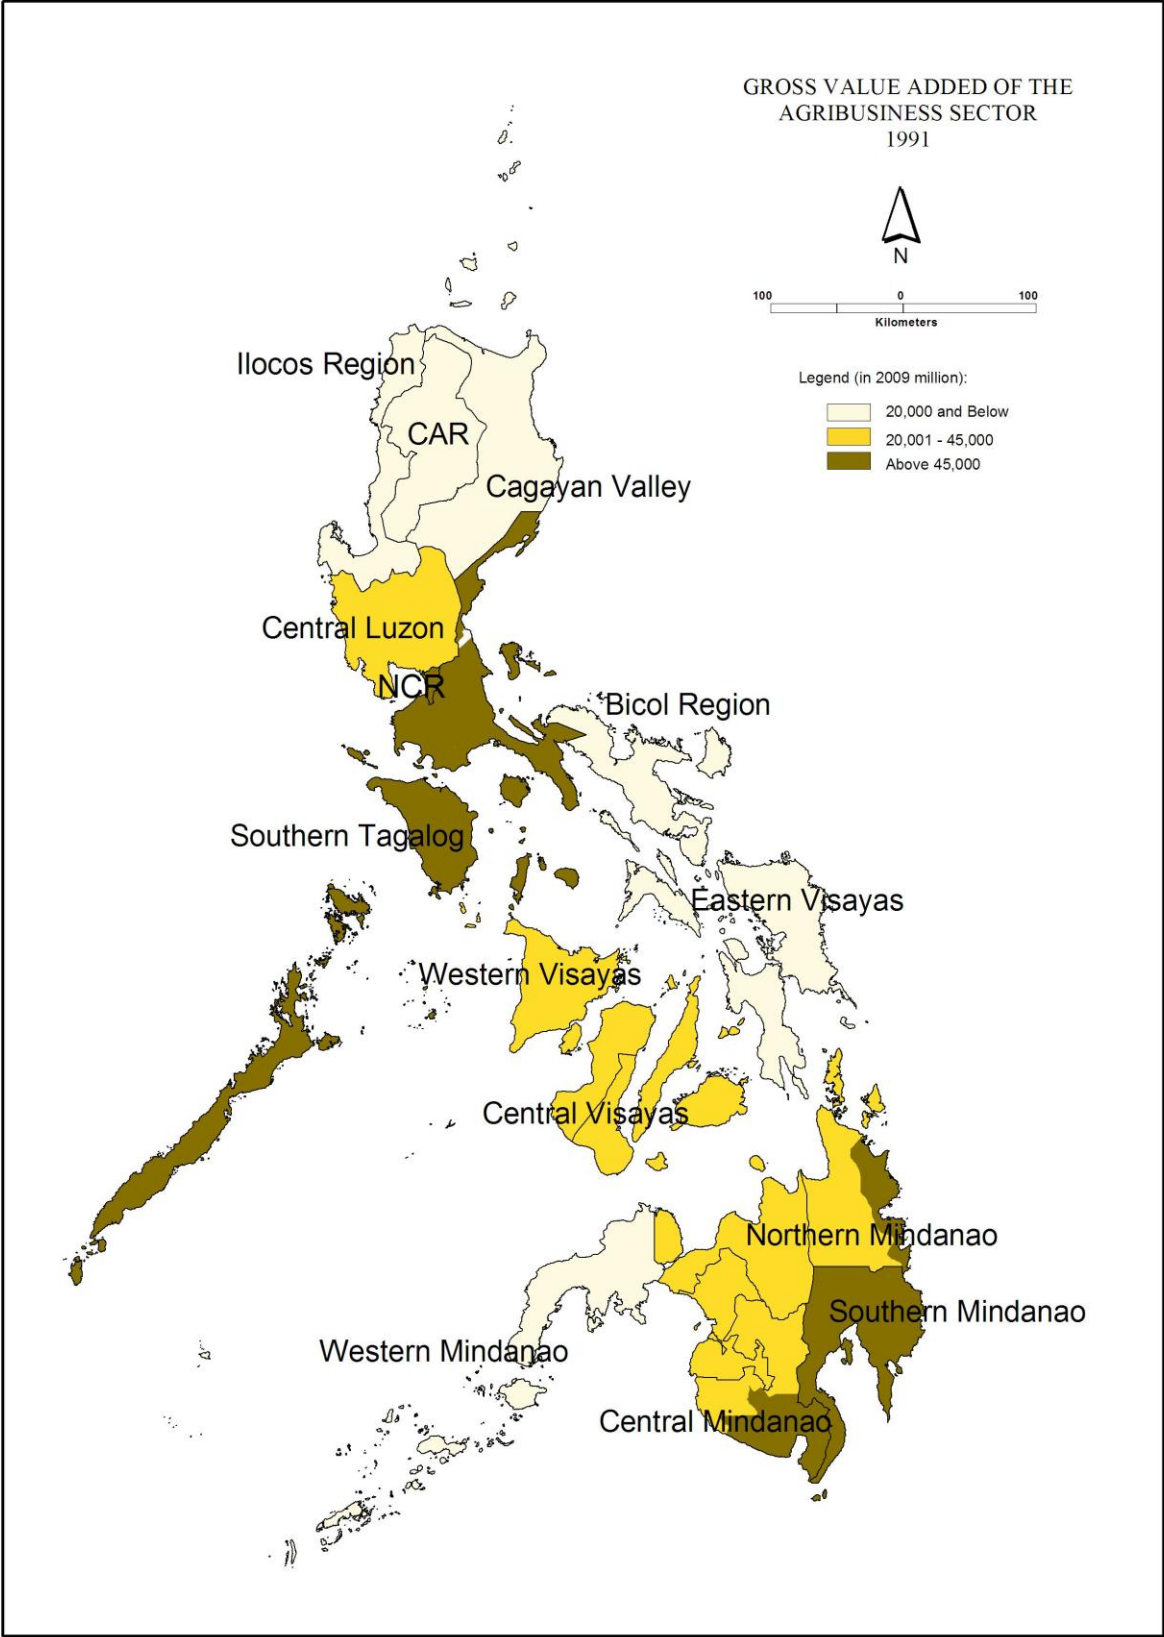 GROSS VALUE ADDED OF THE
AGRIBUSINESS SECTOR
1991
N
100 0 100
Kilometers
Legend (in 2009 million):
20,000 and Below
20,001 - 45,000
Above 45,000
Ilocos Region
CAR
Cagayan Valley
Central Luzon
NCR
Bicol Region
Southern Tagalog
Eastern Visayas
Western Visayas
Central Visayas
Northern Mindanao
Southern Mindanao
Western Mindanao
Central Mindanao